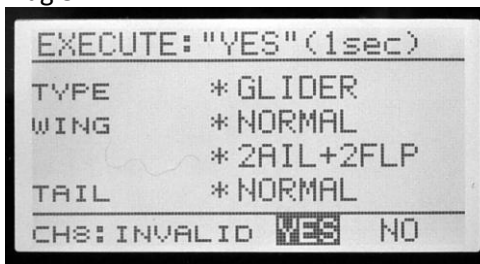 EXECUTE:"YES"(1sec)
TYPE *GLIDER
WING *NORMAL
*2AIL+2FLP
TAIL *NORMAL
CH8:INVALID YES NO